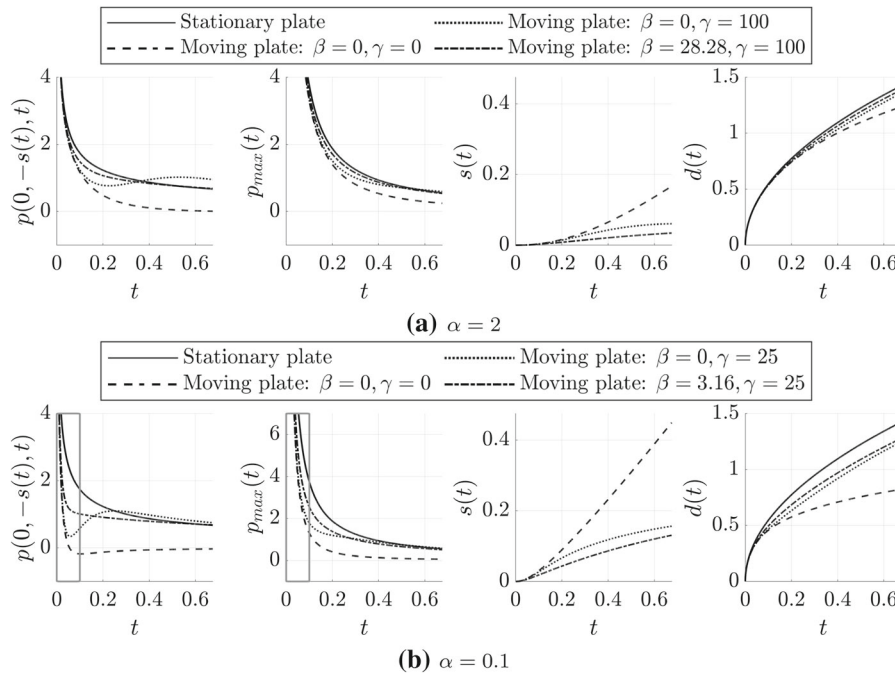 Stationary plate
Moving plate: β = 0, γ = 0
Moving plate: β = 0, γ = 100
Moving plate: β = 28.28, γ = 100
p(0, −s(t), t)
4
2
0
0 0.2 0.4 0.6
t
p_max(t)
4
2
0
0 0.2 0.4 0.6
t
s(t)
0.4
0.2
0
0 0.2 0.4 0.6
t
d(t)
1.5
1
0.5
0
0 0.2 0.4 0.6
t
(a) α = 2
Stationary plate
Moving plate: β = 0, γ = 0
Moving plate: β = 0, γ = 25
Moving plate: β = 3.16, γ = 25
p(0, −s(t), t)
4
2
0
0 0.2 0.4 0.6
t
p_max(t)
6
4
2
0
0 0.2 0.4 0.6
t
s(t)
0.4
0.2
0
0 0.2 0.4 0.6
t
d(t)
1.5
1
0.5
0
0 0.2 0.4 0.6
t
(b) α = 0.1